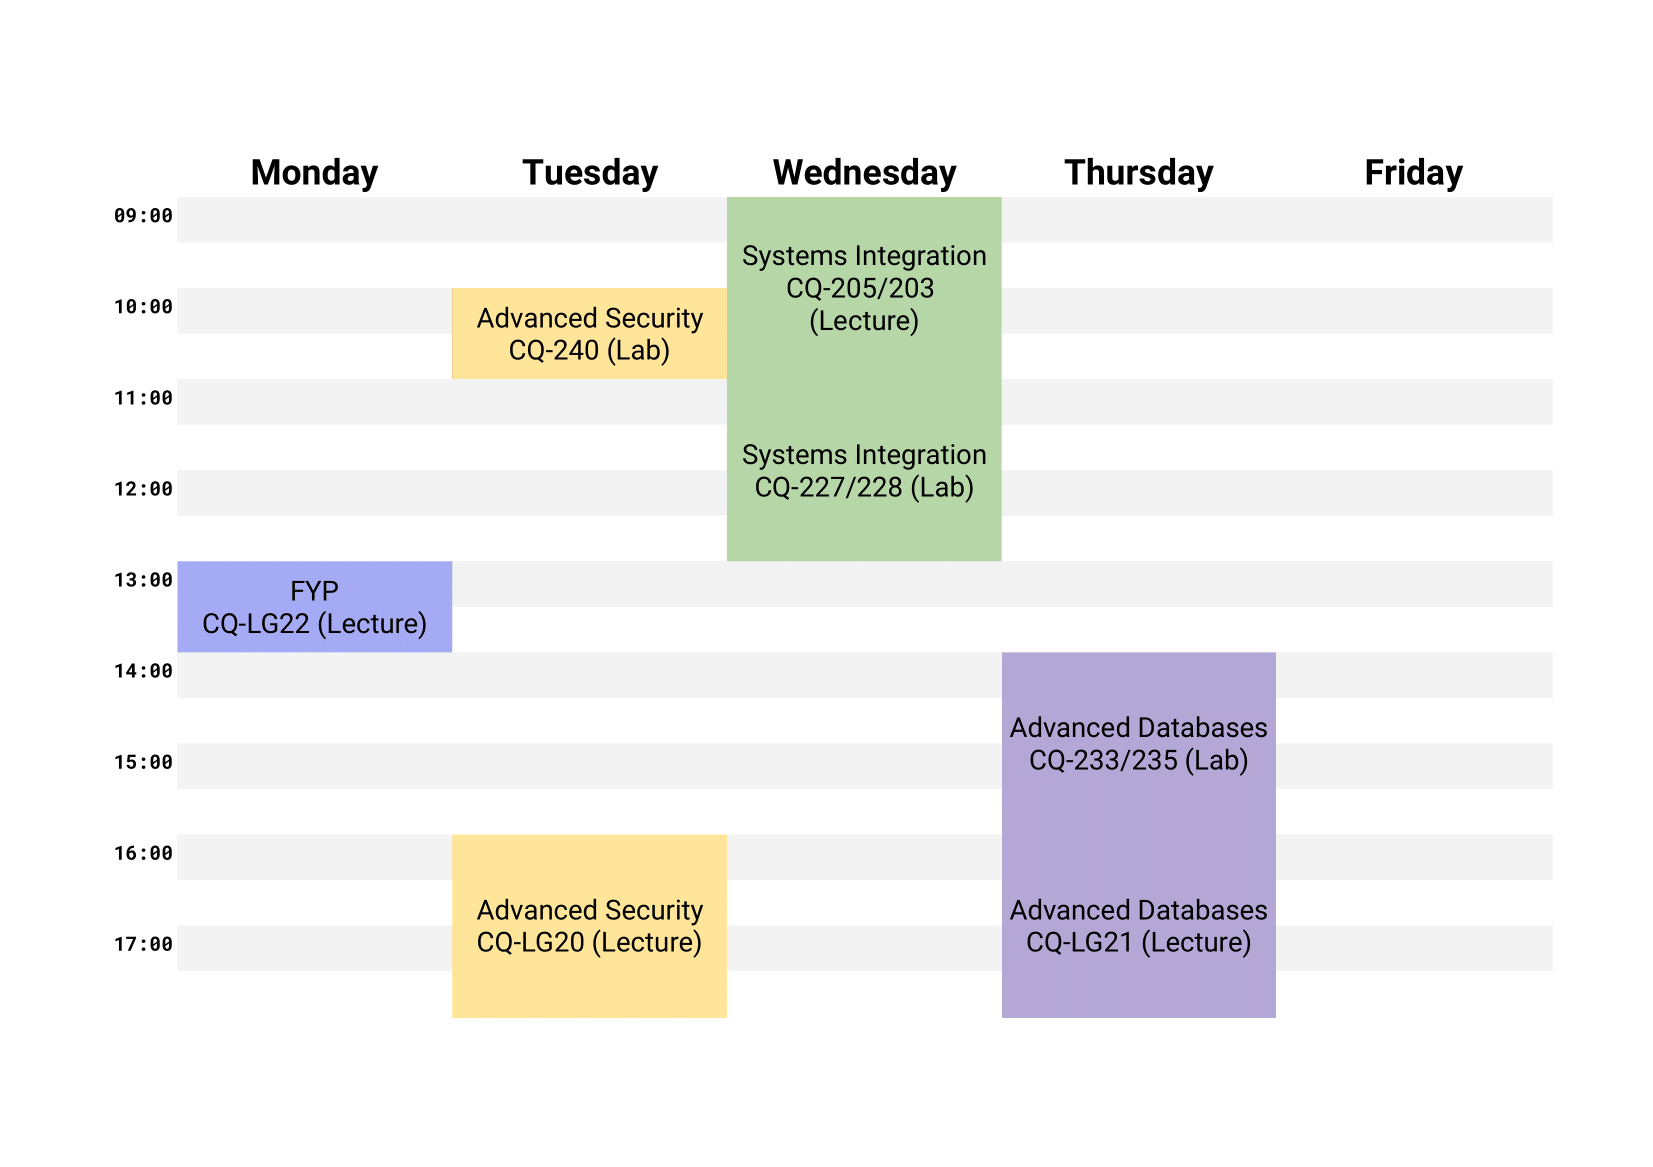 Monday Tuesday Wednesday Thursday Friday
09:00
Systems Integration
CQ-205/203
(Lecture)
10:00
Advanced Security
CQ-240 (Lab)
11:00
Systems Integration
CQ-227/228 (Lab)
12:00
13:00
FYP
CQ-LG22 (Lecture)
14:00
Advanced Databases
CQ-233/235 (Lab)
15:00
16:00
Advanced Security
CQ-LG20 (Lecture)
Advanced Databases
CQ-LG21 (Lecture)
17:00